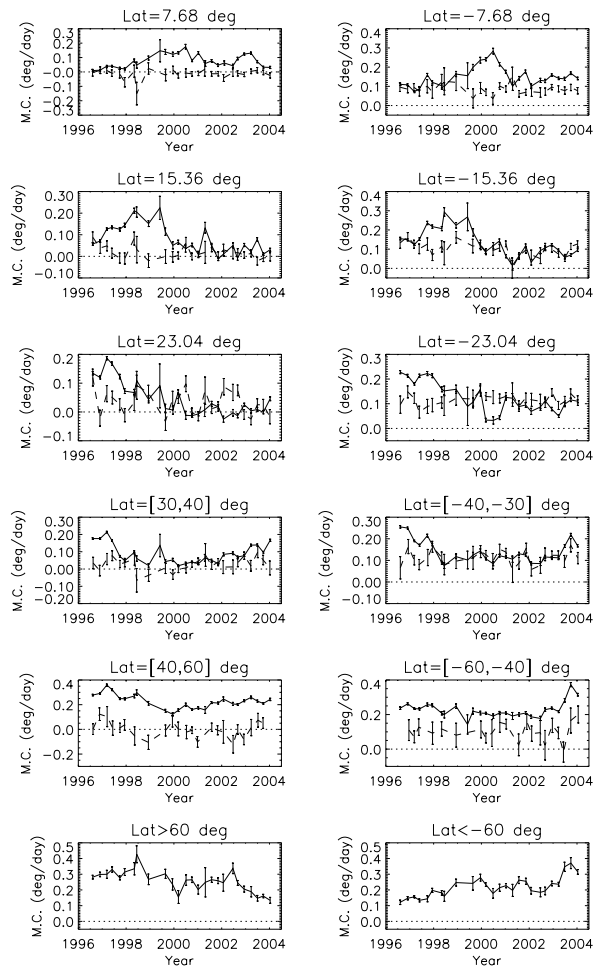 Lat=7.68 deg
M.C. (deg/day)
0.3
0.2
0.1
−0.0
−0.1
−0.2
−0.3
1996 1998 2000 2002 2004
Year
Lat=−7.68 deg
M.C. (deg/day)
0.4
0.3
0.2
0.1
0.0
1996 1998 2000 2002 2004
Year
Lat=15.36 deg
M.C. (deg/day)
0.30
0.20
0.10
0.00
−0.10
1996 1998 2000 2002 2004
Year
Lat=−15.36 deg
M.C. (deg/day)
0.4
0.3
0.2
0.1
0.0
1996 1998 2000 2002 2004
Year
Lat=23.04 deg
M.C. (deg/day)
0.2
0.1
0.0
−0.1
1996 1998 2000 2002 2004
Year
Lat=−23.04 deg
M.C. (deg/day)
0.3
0.2
0.1
0.0
1996 1998 2000 2002 2004
Year
Lat=[30,40] deg
M.C. (deg/day)
0.30
0.20
0.10
0.00
−0.10
−0.20
1996 1998 2000 2002 2004
Year
Lat=[−40,−30] deg
M.C. (deg/day)
0.30
0.20
0.10
0.00
−0.10
1996 1998 2000 2002 2004
Year
Lat=[40,60] deg
M.C. (deg/day)
0.4
0.2
0.0
−0.2
1996 1998 2000 2002 2004
Year
Lat=[−60,−40] deg
M.C. (deg/day)
0.4
0.3
0.2
0.1
0.0
1996 1998 2000 2002 2004
Year
Lat>60 deg
M.C. (deg/day)
0.5
0.4
0.3
0.2
0.1
0.0
1996 1998 2000 2002 2004
Year
Lat<−60 deg
M.C. (deg/day)
0.5
0.4
0.3
0.2
0.1
0.0
1996 1998 2000 2002 2004
Year